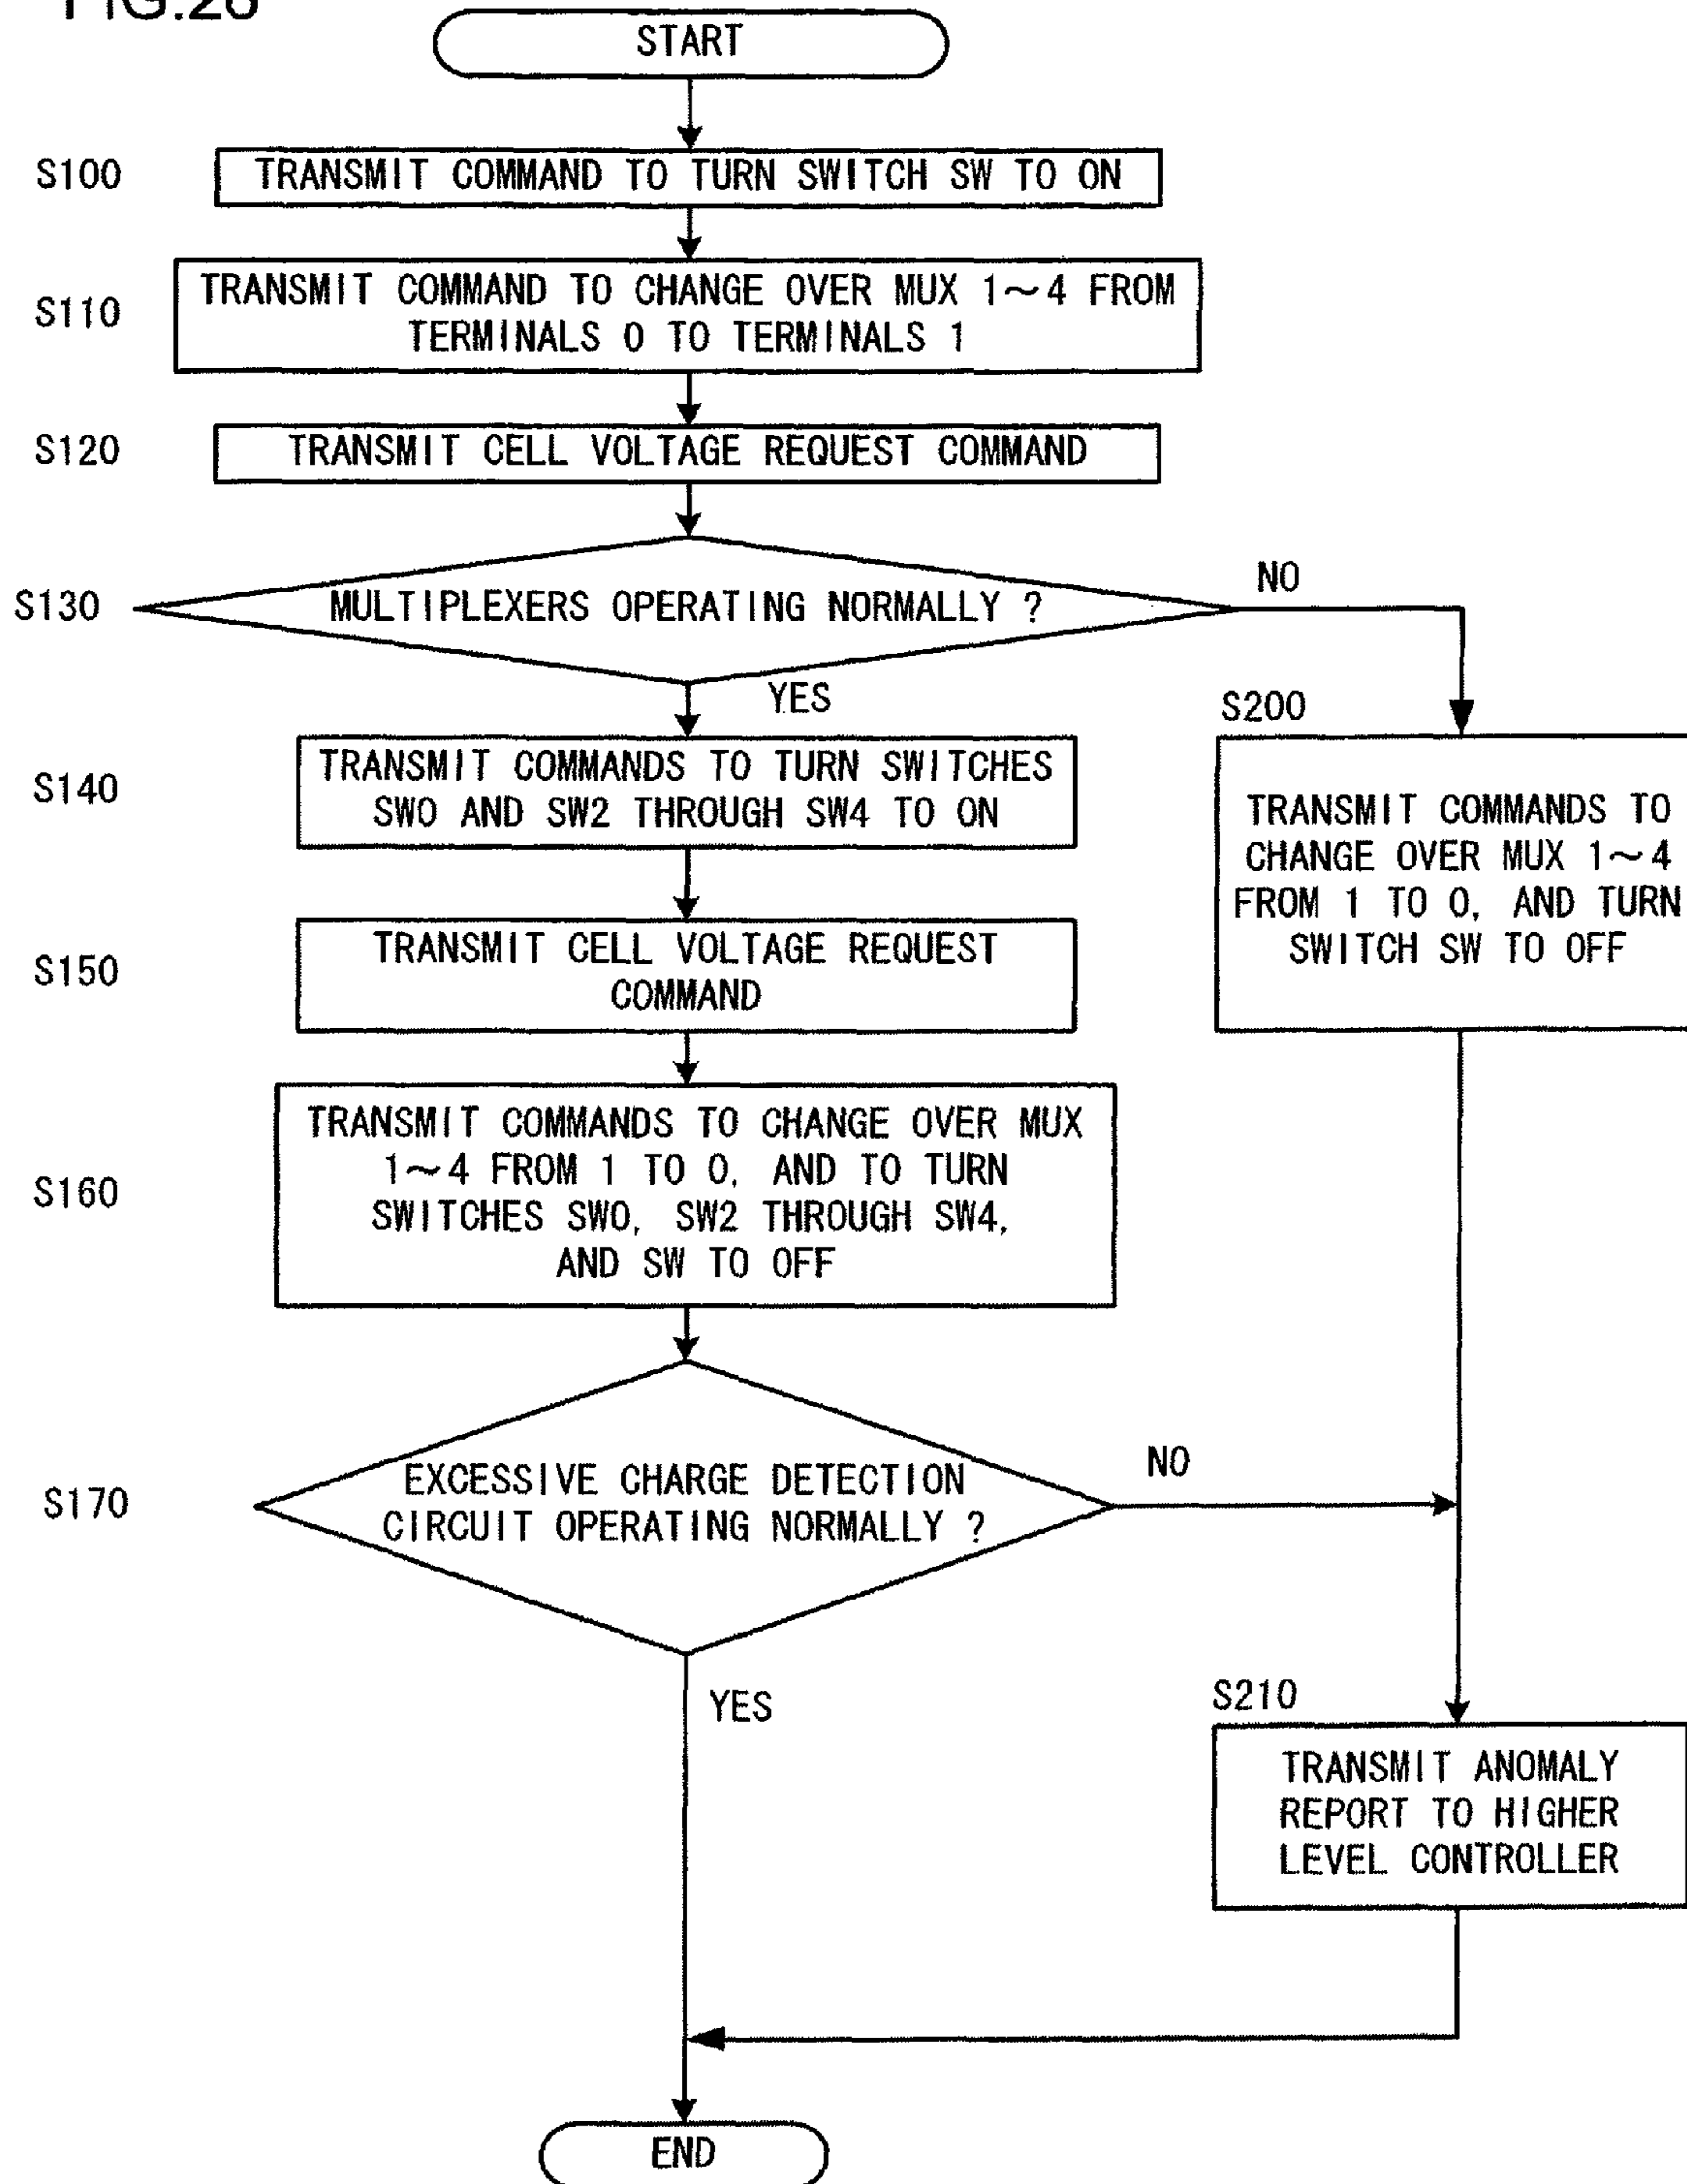 START
S100
TRANSMIT COMMAND TO TURN SWITCH SW TO ON
S110
TRANSMIT COMMAND TO CHANGE OVER MUX 1~4 FROM
TERMINALS 0 TO TERMINALS 1
S120
TRANSMIT CELL VOLTAGE REQUEST COMMAND
S130
MULTIPLEXERS OPERATING NORMALLY ?
NO
YES
S140
TRANSMIT COMMANDS TO TURN SWITCHES
SW0 AND SW2 THROUGH SW4 TO ON
S200
TRANSMIT COMMANDS TO
CHANGE OVER MUX 1~4
FROM 1 TO 0, AND TURN
SWITCH SW TO OFF
S150
TRANSMIT CELL VOLTAGE REQUEST
COMMAND
S160
TRANSMIT COMMANDS TO CHANGE OVER MUX
1~4 FROM 1 TO 0, AND TO TURN
SWITCHES SW0, SW2 THROUGH SW4,
AND SW TO OFF
S170
EXCESSIVE CHARGE DETECTION
CIRCUIT OPERATING NORMALLY ?
NO
YES
S210
TRANSMIT ANOMALY
REPORT TO HIGHER
LEVEL CONTROLLER
END